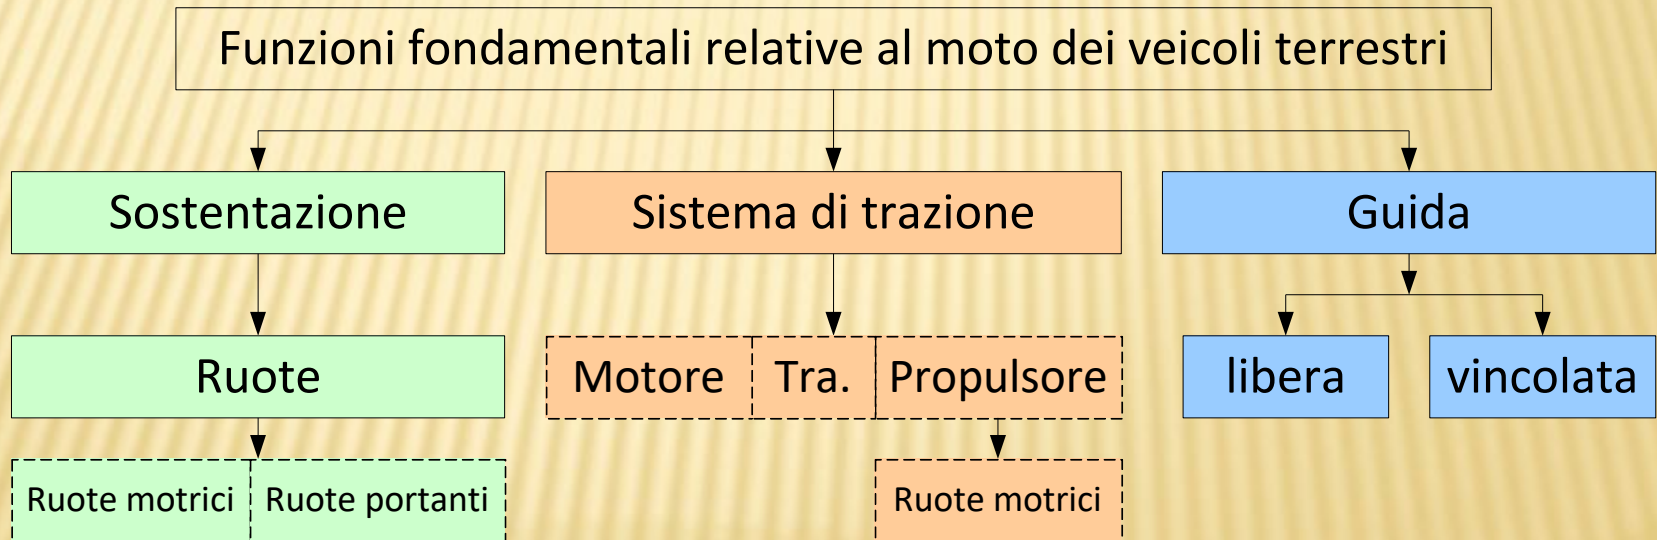 Funzioni fondamentali relative al moto dei veicoli terrestri
Sostentazione
Sistema di trazione
Guida
Ruote
Motore
Tra.
Propulsore
libera
vincolata
Ruote motrici
Ruote portanti
Ruote motrici